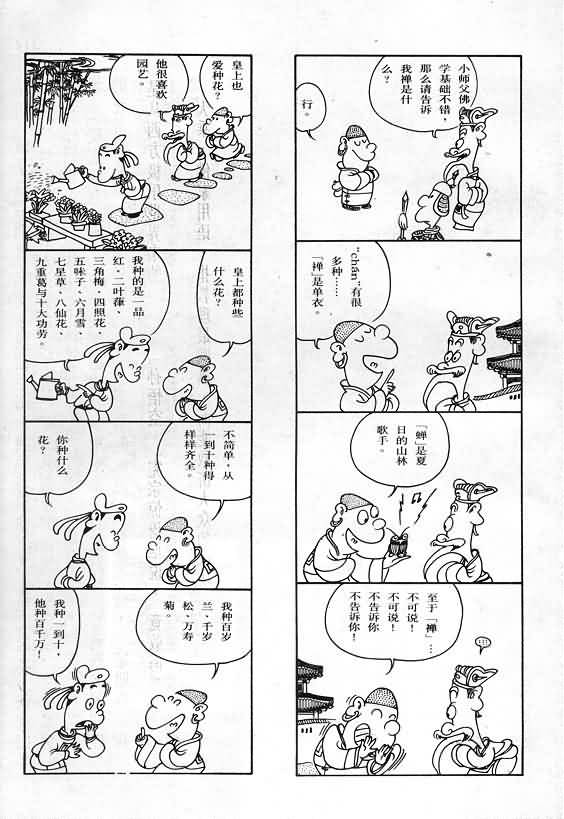 小师父佛
学基础不错，
那么请告诉
我禅是什
么？
行。
“chán”有很
多种……
「禅」是单衣。
「蝉」是夏
日的山林
歌手。
至于「禅」…
不可说！
不可说！
不告诉你
不告诉你！
……
皇上也
爱种花？
他很喜欢
园艺。
皇上都种些
什么花？
我种的是一品
红、二叶葎、
三角梅、四照花、
五味子、六月雪、
七星草、八仙花、
九重葛与十大功劳。
不简单，从
一到十种得
样样齐全。
你种什么
花？
我种百岁
兰、千岁
松、万寿
菊。
我种一到十，
他种百千万！